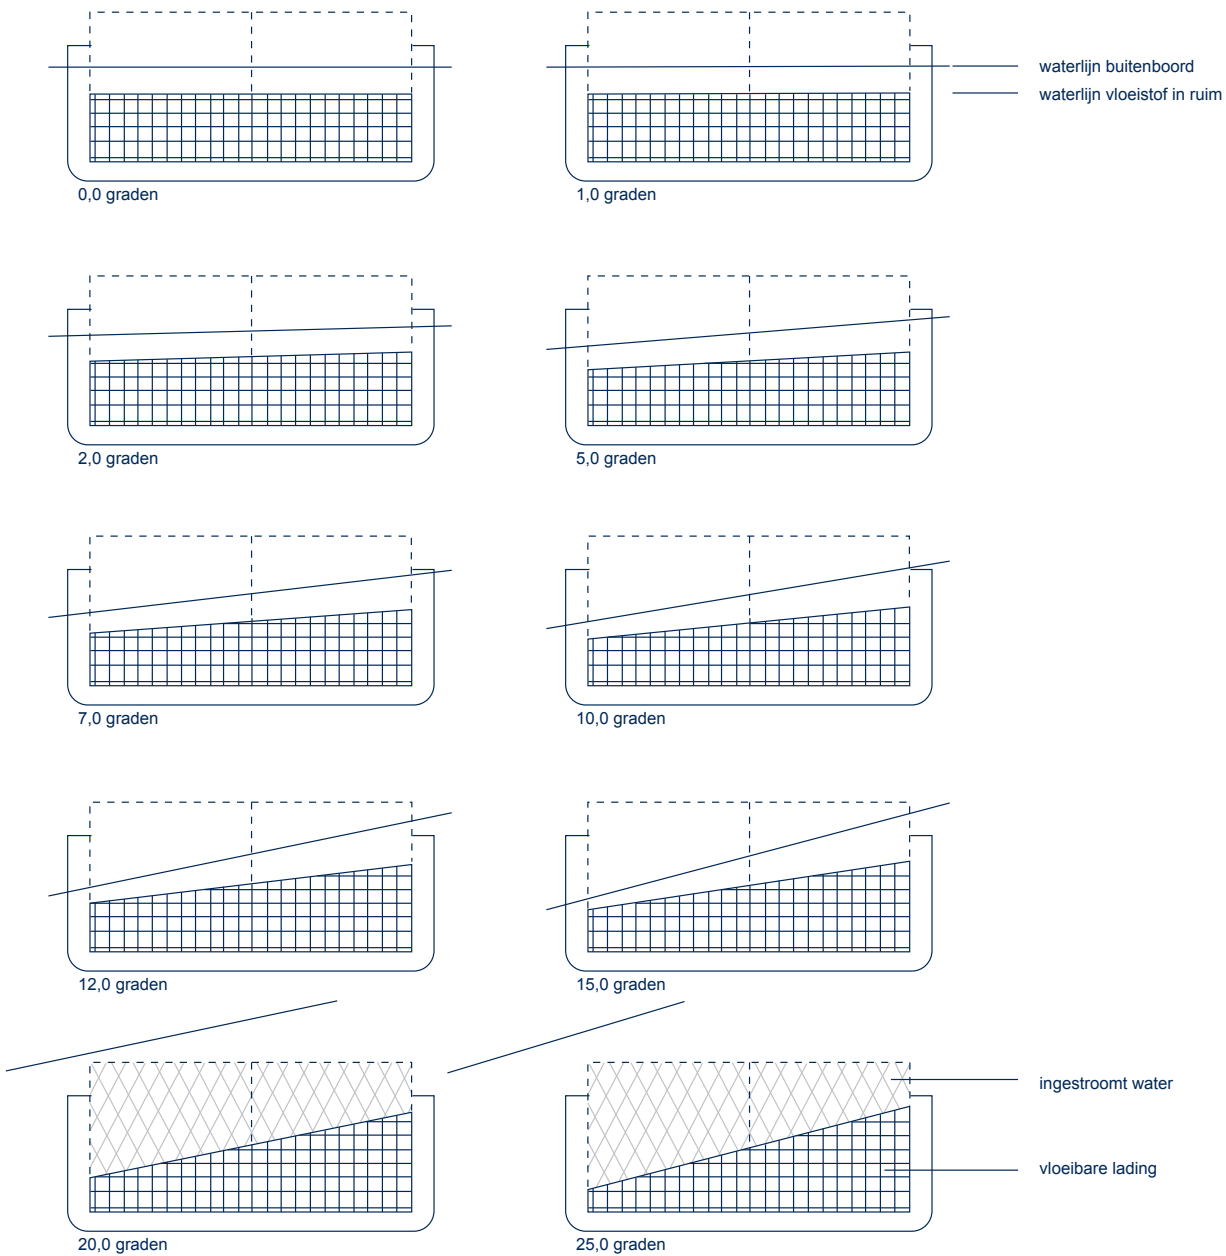 waterlijn buitenboord
waterlijn vloeistof in ruim
0,0 graden
1,0 graden
2,0 graden
5,0 graden
7,0 graden
10,0 graden
12,0 graden
15,0 graden
ingestroomt water
vloeibare lading
20,0 graden
25,0 graden